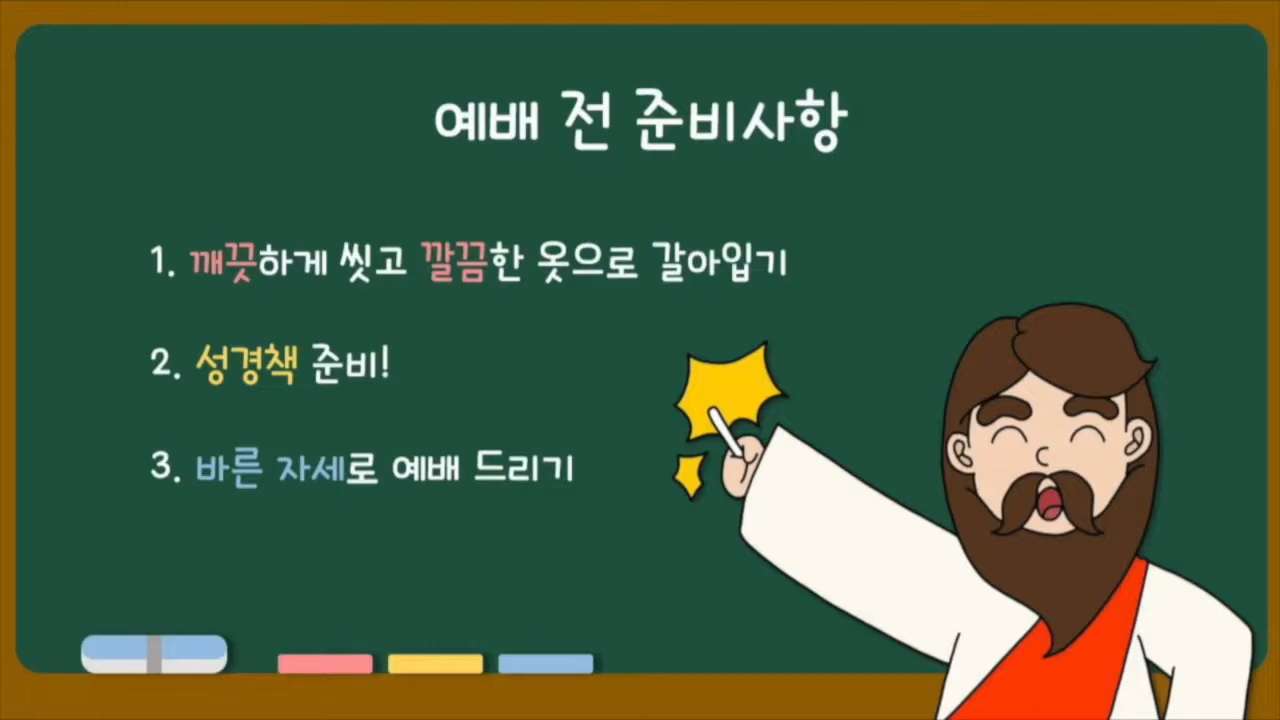 예배 전 준비사항
1. 깨끗하게 씻고 깔끔한 옷으로 갈아입기
2. 성경책 준비!
3. 바른 자세로 예배 드리기